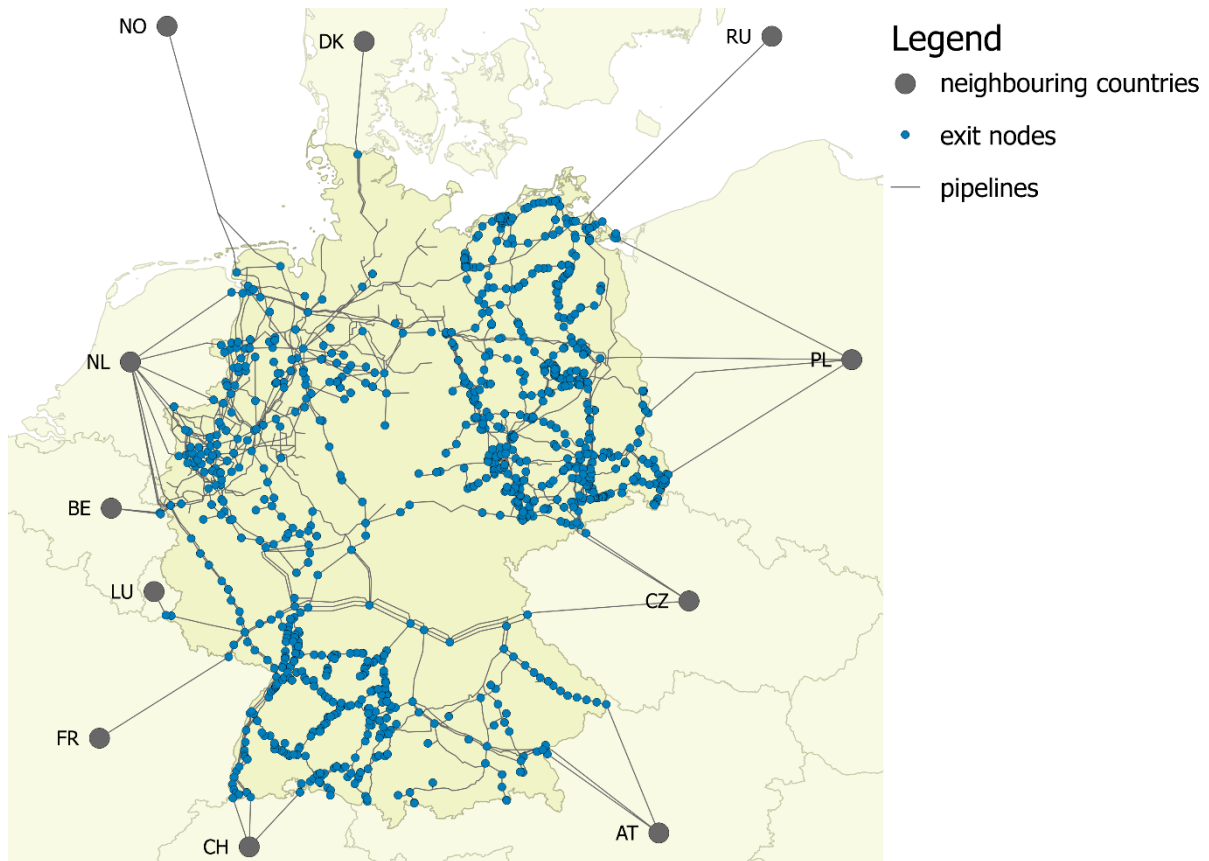 NO
DK
RU
Legend
neighbouring countries
exit nodes
pipelines
NL
PL
BE
LU
CZ
FR
AT
CH